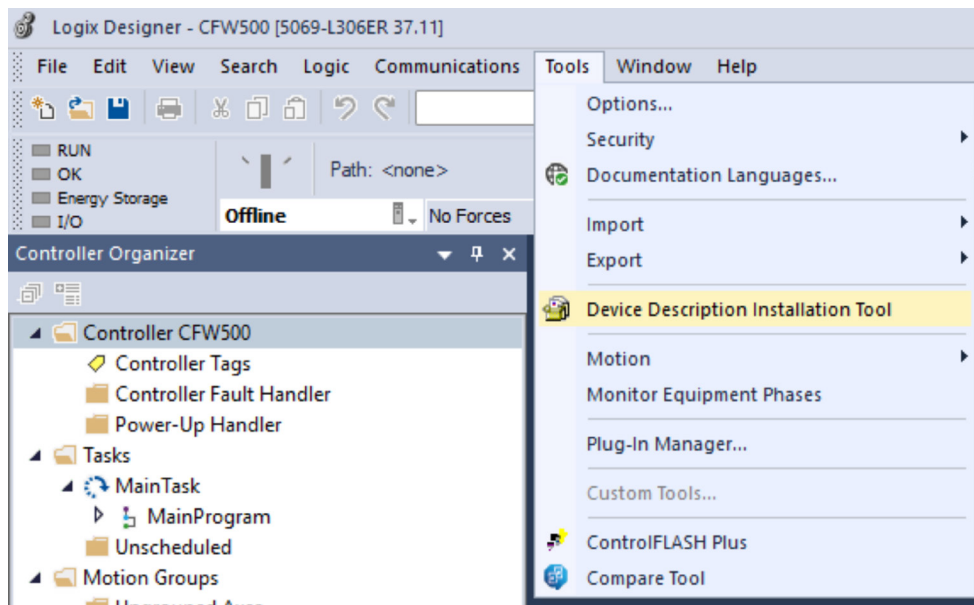 Logix Designer - CFW500 [5069-L306ER 37.11]
File Edit View Search Logic Communications Tools Window Help
RUN
OK
Energy Storage
I/O
Path: <none>
Offline
No Forces
Controller Organizer
Controller CFW500
Controller Tags
Controller Fault Handler
Power-Up Handler
Tasks
MainTask
MainProgram
Unscheduled
Motion Groups
Options...
Security
Documentation Languages...
Import
Export
Device Description Installation Tool
Motion
Monitor Equipment Phases
Plug-In Manager...
Custom Tools...
ControlFLASH Plus
Compare Tool